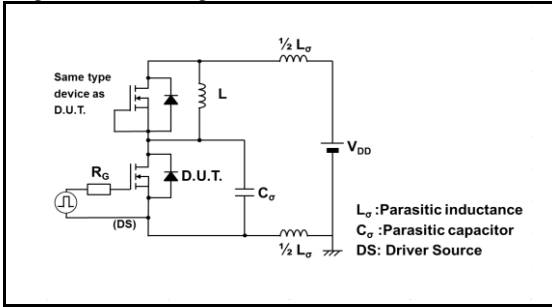 ½ Lσ
Same type
device as
D.U.T.
L
VDD
RG
D.U.T.
Cσ
(DS)
½ Lσ
Lσ :Parasitic inductance
Cσ :Parasitic capacitor
DS: Driver Source